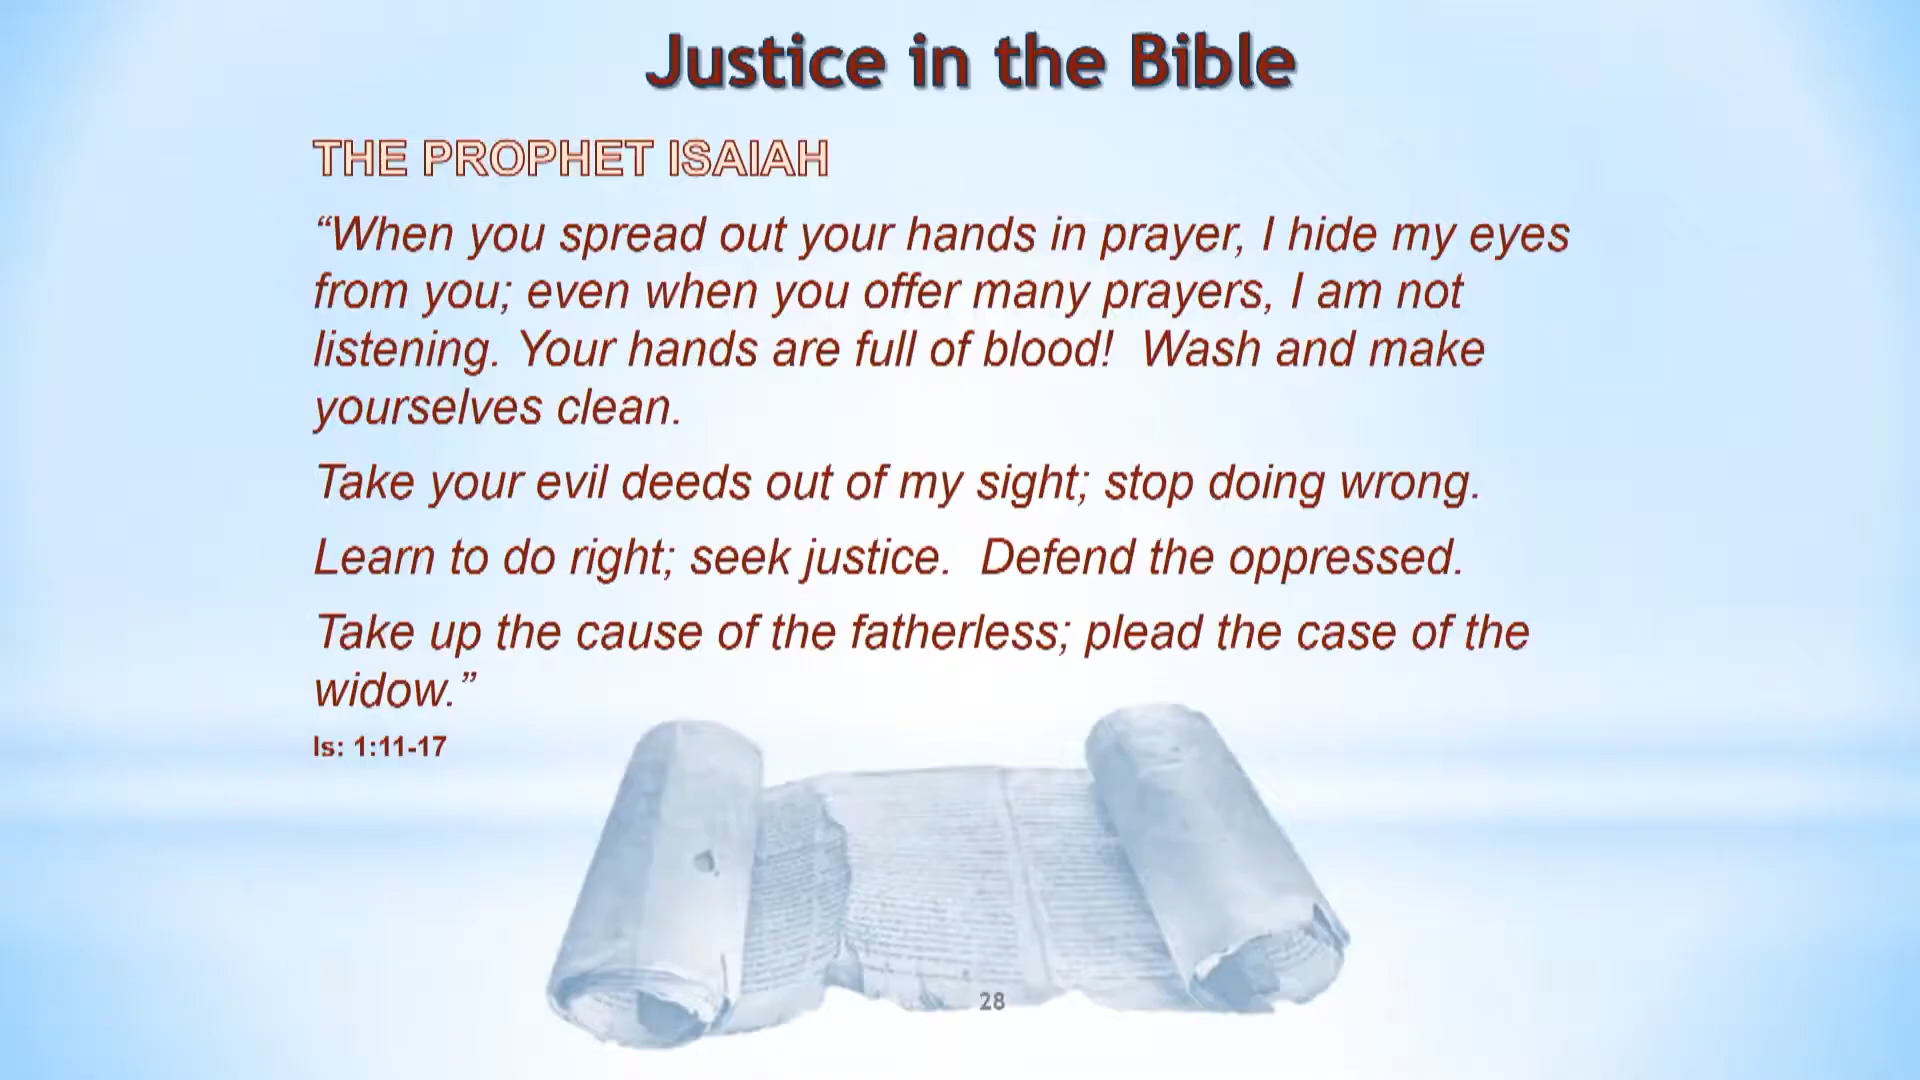 Justice in the Bible
THE PROPHET ISAIAH
“When you spread out your hands in prayer, I hide my eyes
from you; even when you offer many prayers, I am not
listening. Your hands are full of blood!  Wash and make
yourselves clean.
Take your evil deeds out of my sight; stop doing wrong.
Learn to do right; seek justice.  Defend the oppressed.
Take up the cause of the fatherless; plead the case of the
widow.”
Is: 1:11-17
28